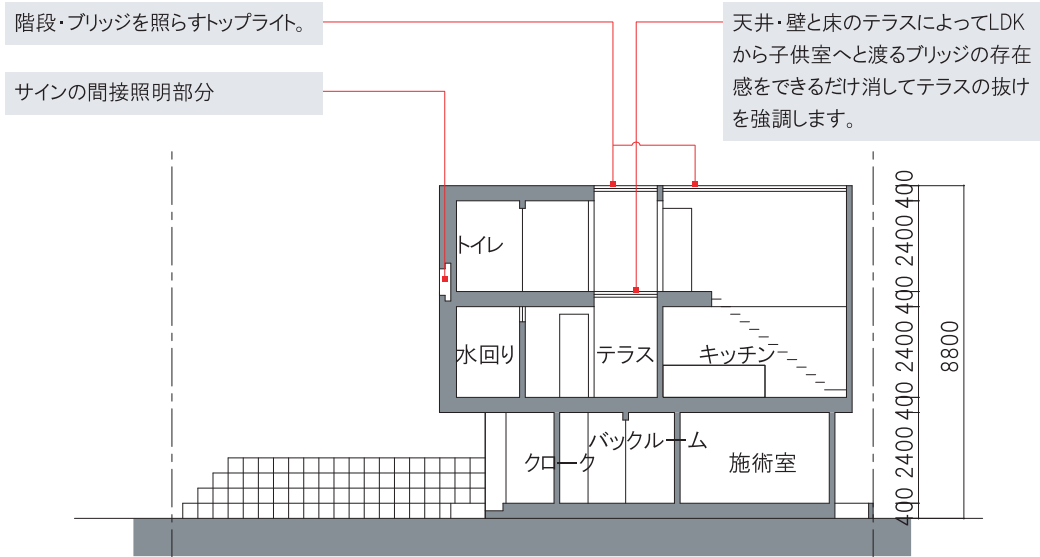 階段・ブリッジを照らすトップライト。
サインの間接照明部分
天井・壁と床のテラスによってLDK
から子供室へと渡るブリッジの存在
感をできるだけ消してテラスの抜け
を強調します。
トイレ
水回り
テラス
キッチン
クローク
バックルーム
施術室
400
2400
400
2400
400
2400
400
8800